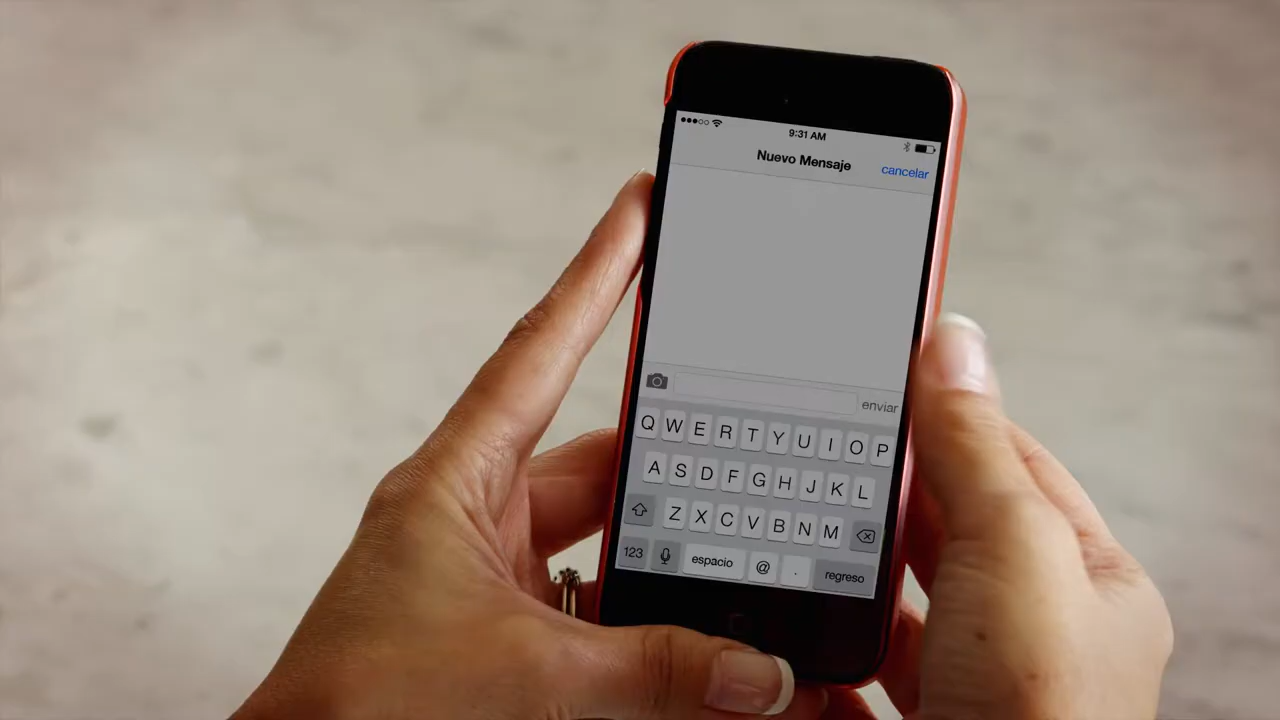 9:31 AM
Nuevo Mensaje
cancelar
enviar
Q W E R T Y U I O P
A S D F G H J K L
Z X C V B N M
123 espacio @ . regreso